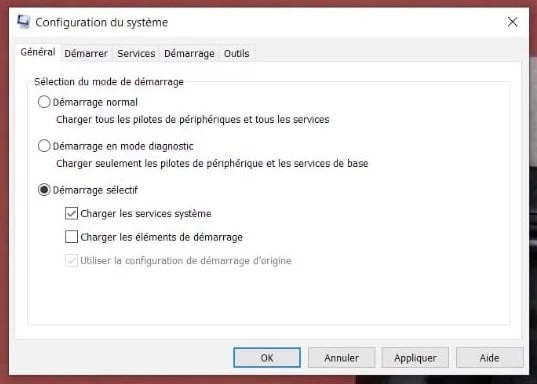 Configuration du système
Général Démarrer Services Démarrage Outils
Sélection du mode de démarrage
Démarrage normal
Charger tous les pilotes de périphériques et tous les services
Démarrage en mode diagnostic
Charger seulement les pilotes de périphérique et les services de base
Démarrage sélectif
Charger les services système
Charger les éléments de démarrage
Utiliser la configuration de démarrage d'origine
OK Annuler Appliquer Aide